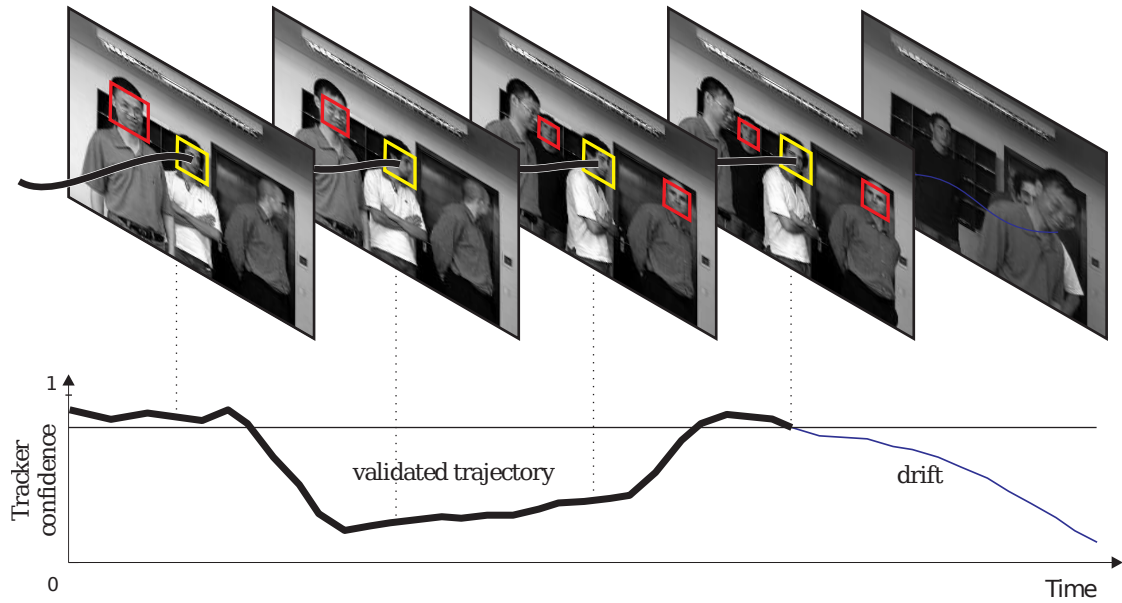 1
Tracker
confidence
validated trajectory
drift
0
Time